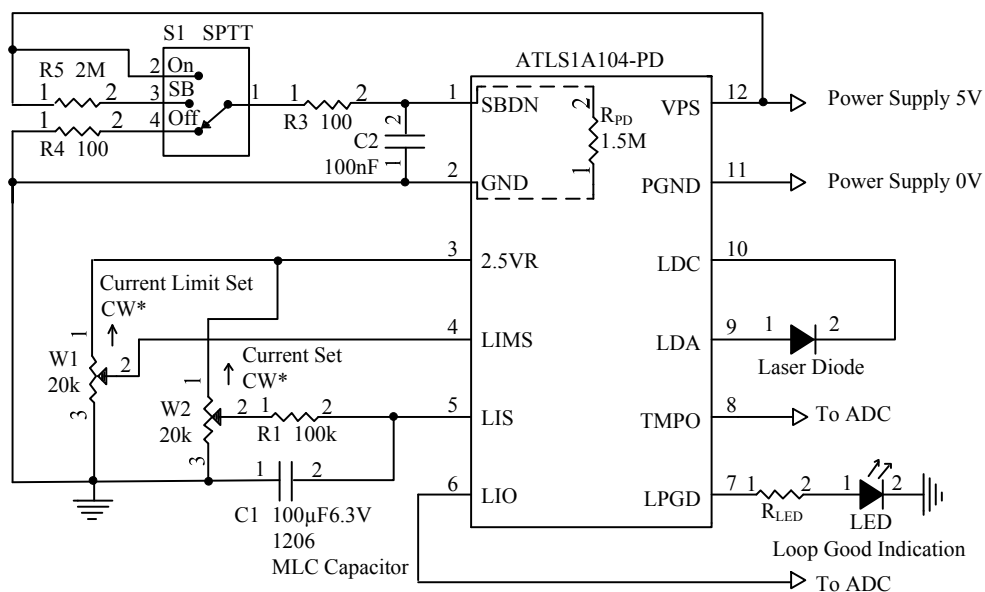 S1 SPTT
ATLS1A104-PD
R5 2M
1 2
2 On
3 SB
4 Off
1
R4 100
1 2
R3 100
1 2
C2
100nF
2
1
1 SBDN
2 GND
R_PD
1.5M
2
1
VPS 12
Power Supply 5V
PGND 11
Power Supply 0V
3 2.5VR
LDC 10
Current Limit Set
CW*
4 LIMS
LDA 9
1 2
Laser Diode
W1
20k
1
2
3
Current Set
CW*
W2
20k
1
2
3
1 2
R1 100k
5 LIS
TMPO 8
To ADC
1 2
C1 100µF6.3V
1206
MLC Capacitor
6 LIO
LPGD 7
1 2
R_LED
1 2
LED
Loop Good Indication
To ADC